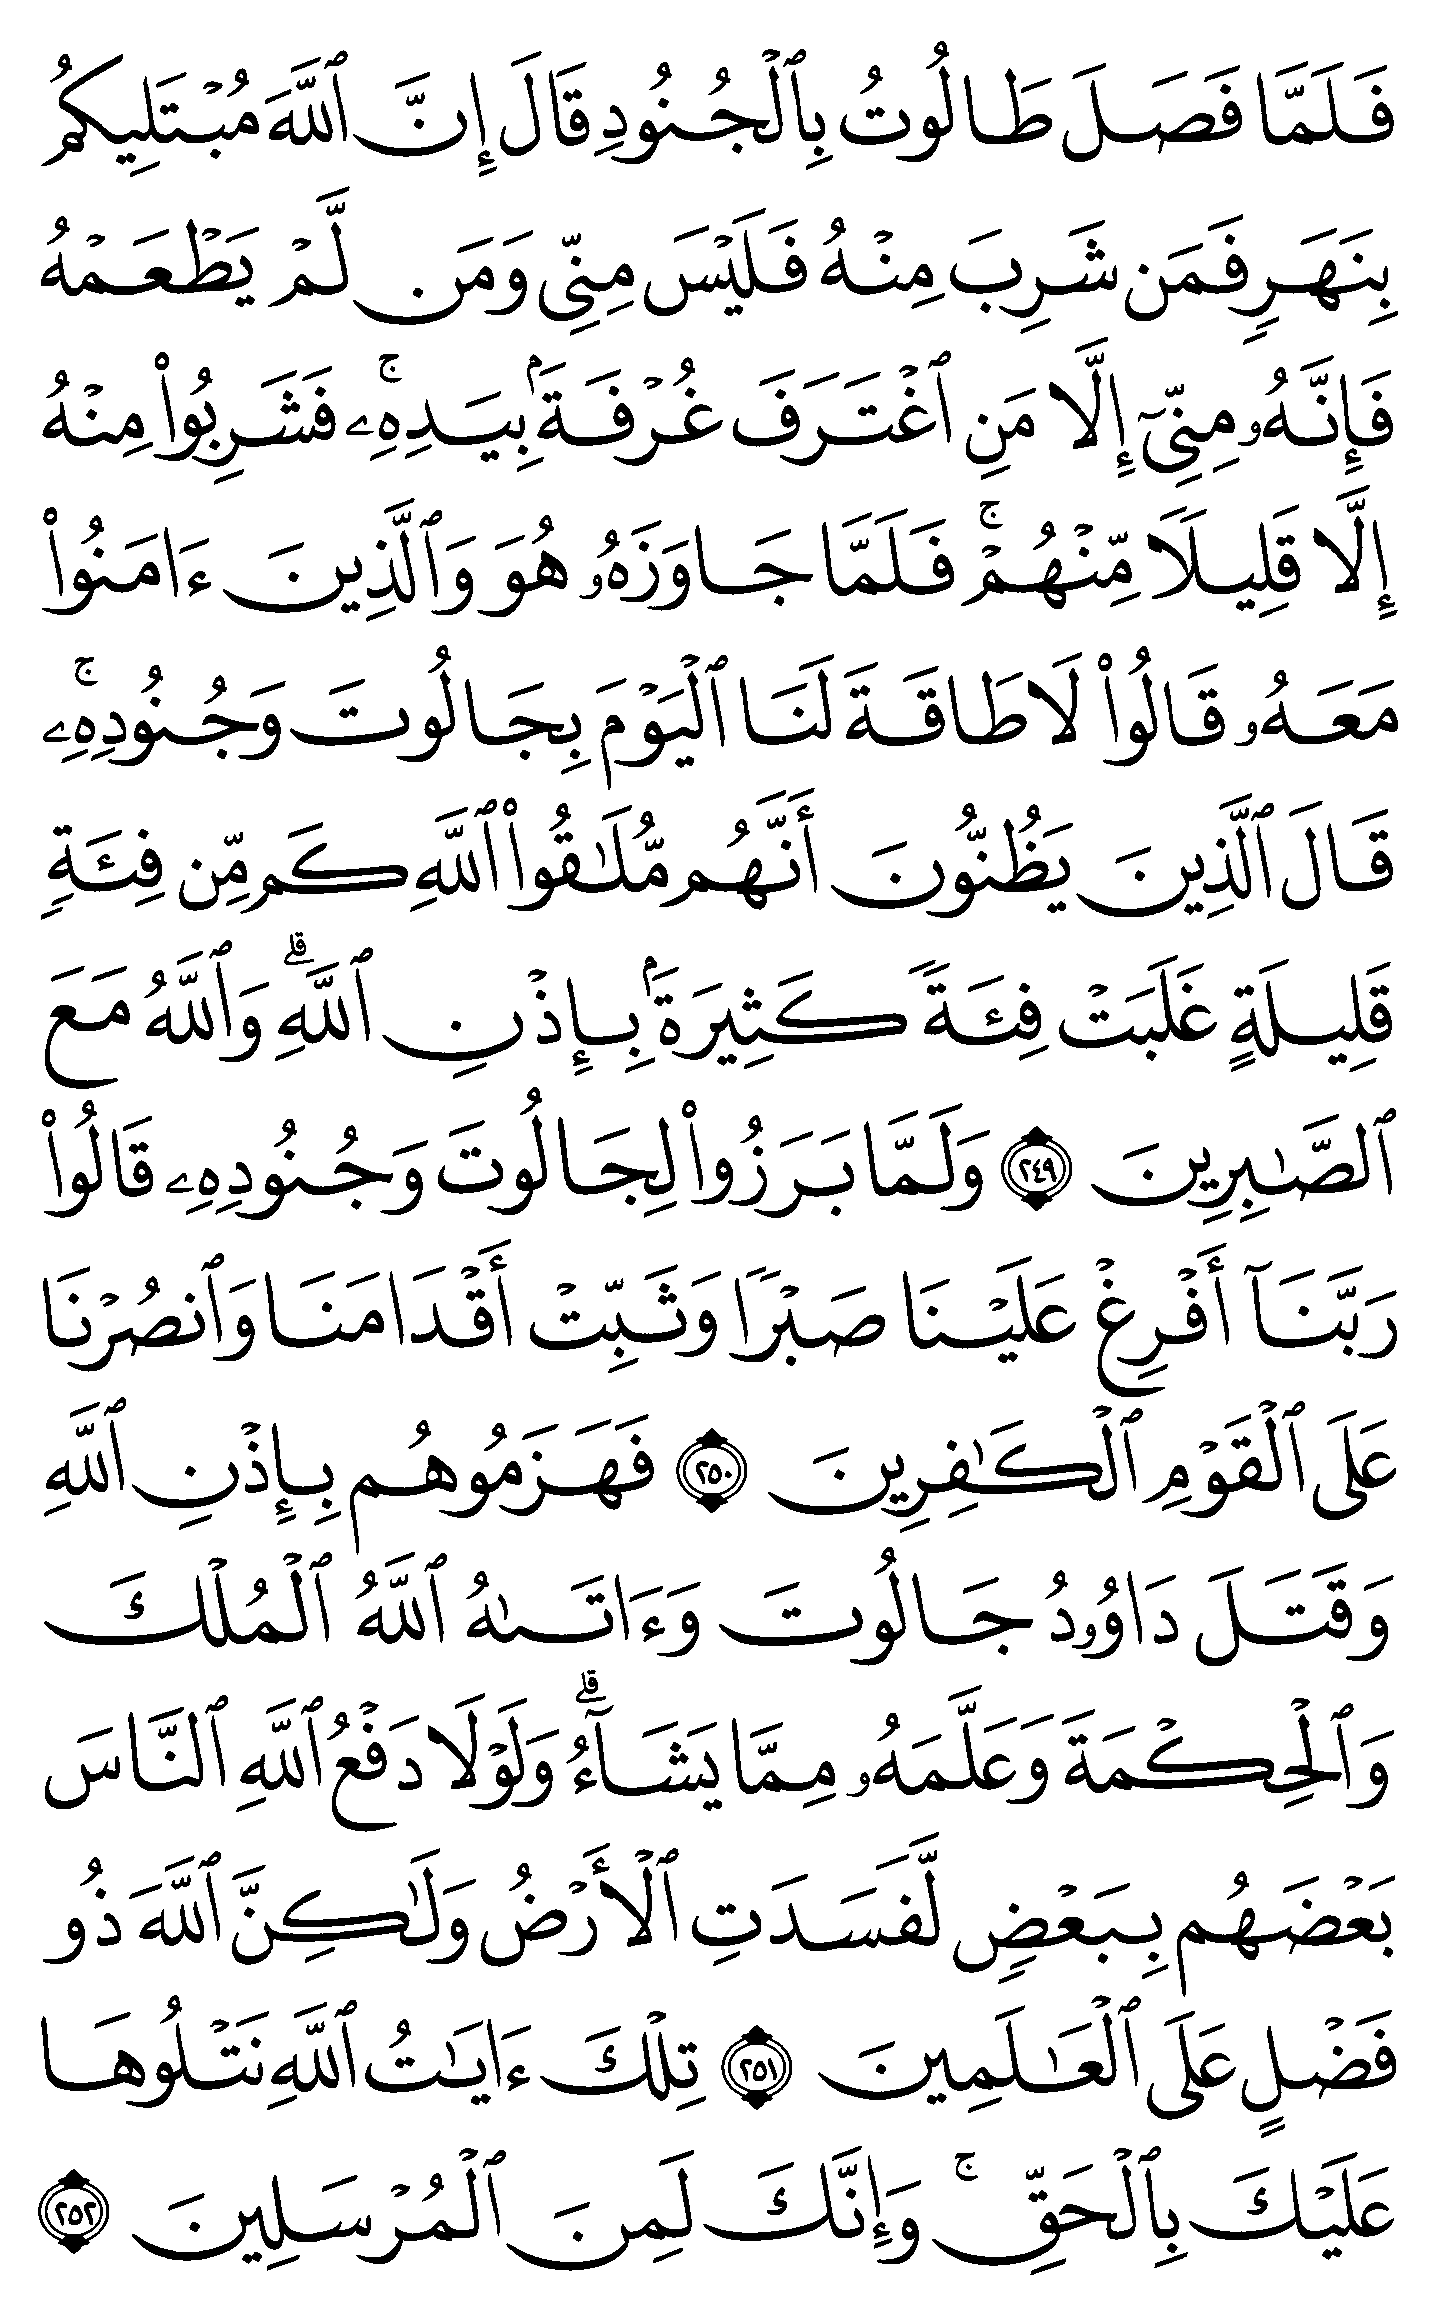 فَلَمَّا فَصَلَ طَالُوتُ بِٱلْجُنُودِ قَالَ إِنَّ ٱللَّهَ مُبْتَلِيكُم
بِنَهَرٍ فَمَن شَرِبَ مِنْهُ فَلَيْسَ مِنِّى وَمَن لَّمْ يَطْعَمْهُ
فَإِنَّهُۥ مِنِّىٓ إِلَّا مَنِ ٱغْتَرَفَ غُرْفَةَۢ بِيَدِهِۦ ۚ فَشَرِبُوا۟ مِنْهُ
إِلَّا قَلِيلًا مِّنْهُمْ ۚ فَلَمَّا جَاوَزَهُۥ هُوَ وَٱلَّذِينَ ءَامَنُوا۟
مَعَهُۥ قَالُوا۟ لَا طَاقَةَ لَنَا ٱلْيَوْمَ بِجَالُوتَ وَجُنُودِهِۦ ۚ
قَالَ ٱلَّذِينَ يَظُنُّونَ أَنَّهُم مُّلَٰقُوا۟ ٱللَّهِ كَم مِّن فِئَةٍ
قَلِيلَةٍ غَلَبَتْ فِئَةً كَثِيرَةَۢ بِإِذْنِ ٱللَّهِ ۗ وَٱللَّهُ مَعَ
ٱلصَّٰبِرِينَ ٢٤٩ وَلَمَّا بَرَزُوا۟ لِجَالُوتَ وَجُنُودِهِۦ قَالُوا۟
رَبَّنَآ أَفْرِغْ عَلَيْنَا صَبْرًا وَثَبِّتْ أَقْدَامَنَا وَٱنصُرْنَا
عَلَى ٱلْقَوْمِ ٱلْكَٰفِرِينَ ٢٥٠ فَهَزَمُوهُم بِإِذْنِ ٱللَّهِ
وَقَتَلَ دَاوُۥدُ جَالُوتَ وَءَاتَىٰهُ ٱللَّهُ ٱلْمُلْكَ
وَٱلْحِكْمَةَ وَعَلَّمَهُۥ مِمَّا يَشَآءُ ۗ وَلَوْلَا دَفْعُ ٱللَّهِ ٱلنَّاسَ
بَعْضَهُم بِبَعْضٍ لَّفَسَدَتِ ٱلْأَرْضُ وَلَٰكِنَّ ٱللَّهَ ذُو
فَضْلٍ عَلَى ٱلْعَٰلَمِينَ ٢٥١ تِلْكَ ءَايَٰتُ ٱللَّهِ نَتْلُوهَا
عَلَيْكَ بِٱلْحَقِّ ۚ وَإِنَّكَ لَمِنَ ٱلْمُرْسَلِينَ ٢٥٢